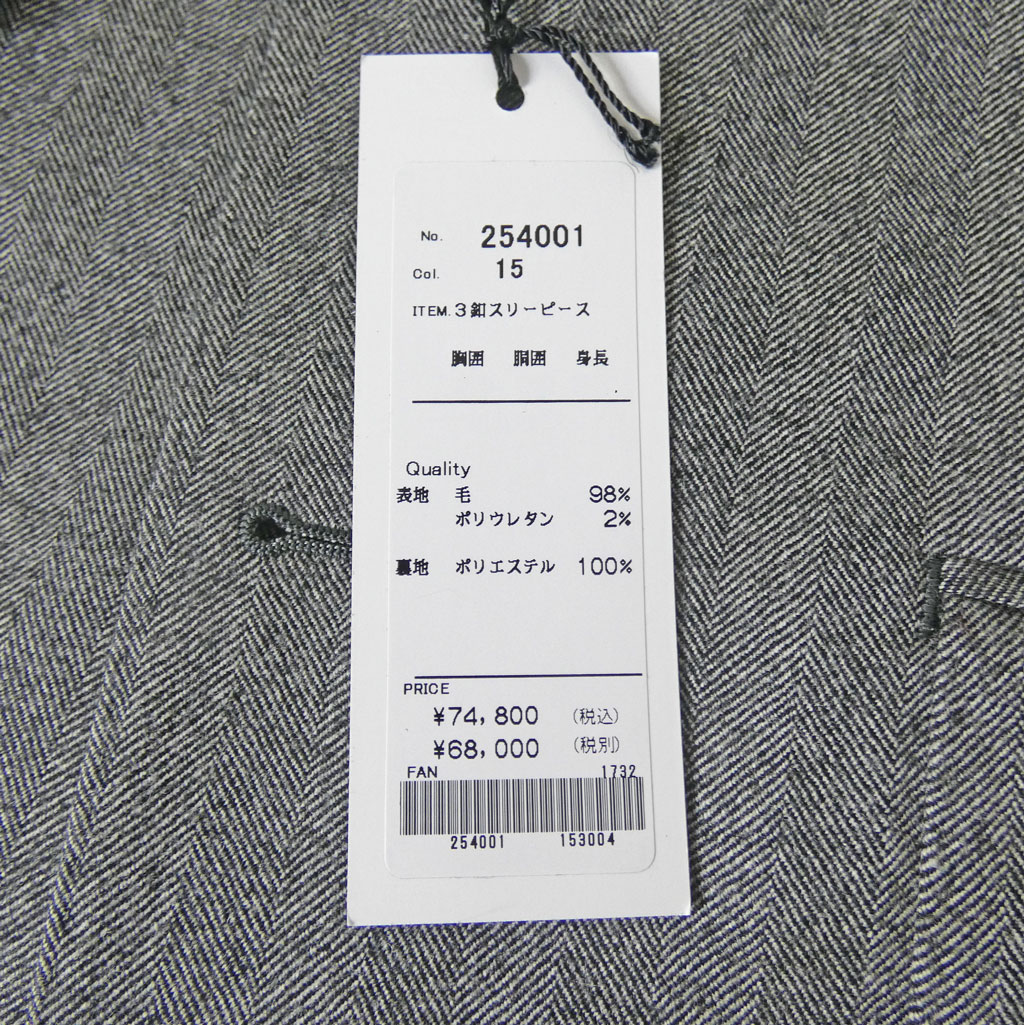 No. 254001
Col. 15
ITEM.3釦スリーピース
胸囲 胴囲 身長
Quality
表地 毛 98%
ポリウレタン 2%
裏地 ポリエステル 100%
PRICE
¥74,800 (税込)
¥68,000 (税別)
FAN 1732
254001 153004